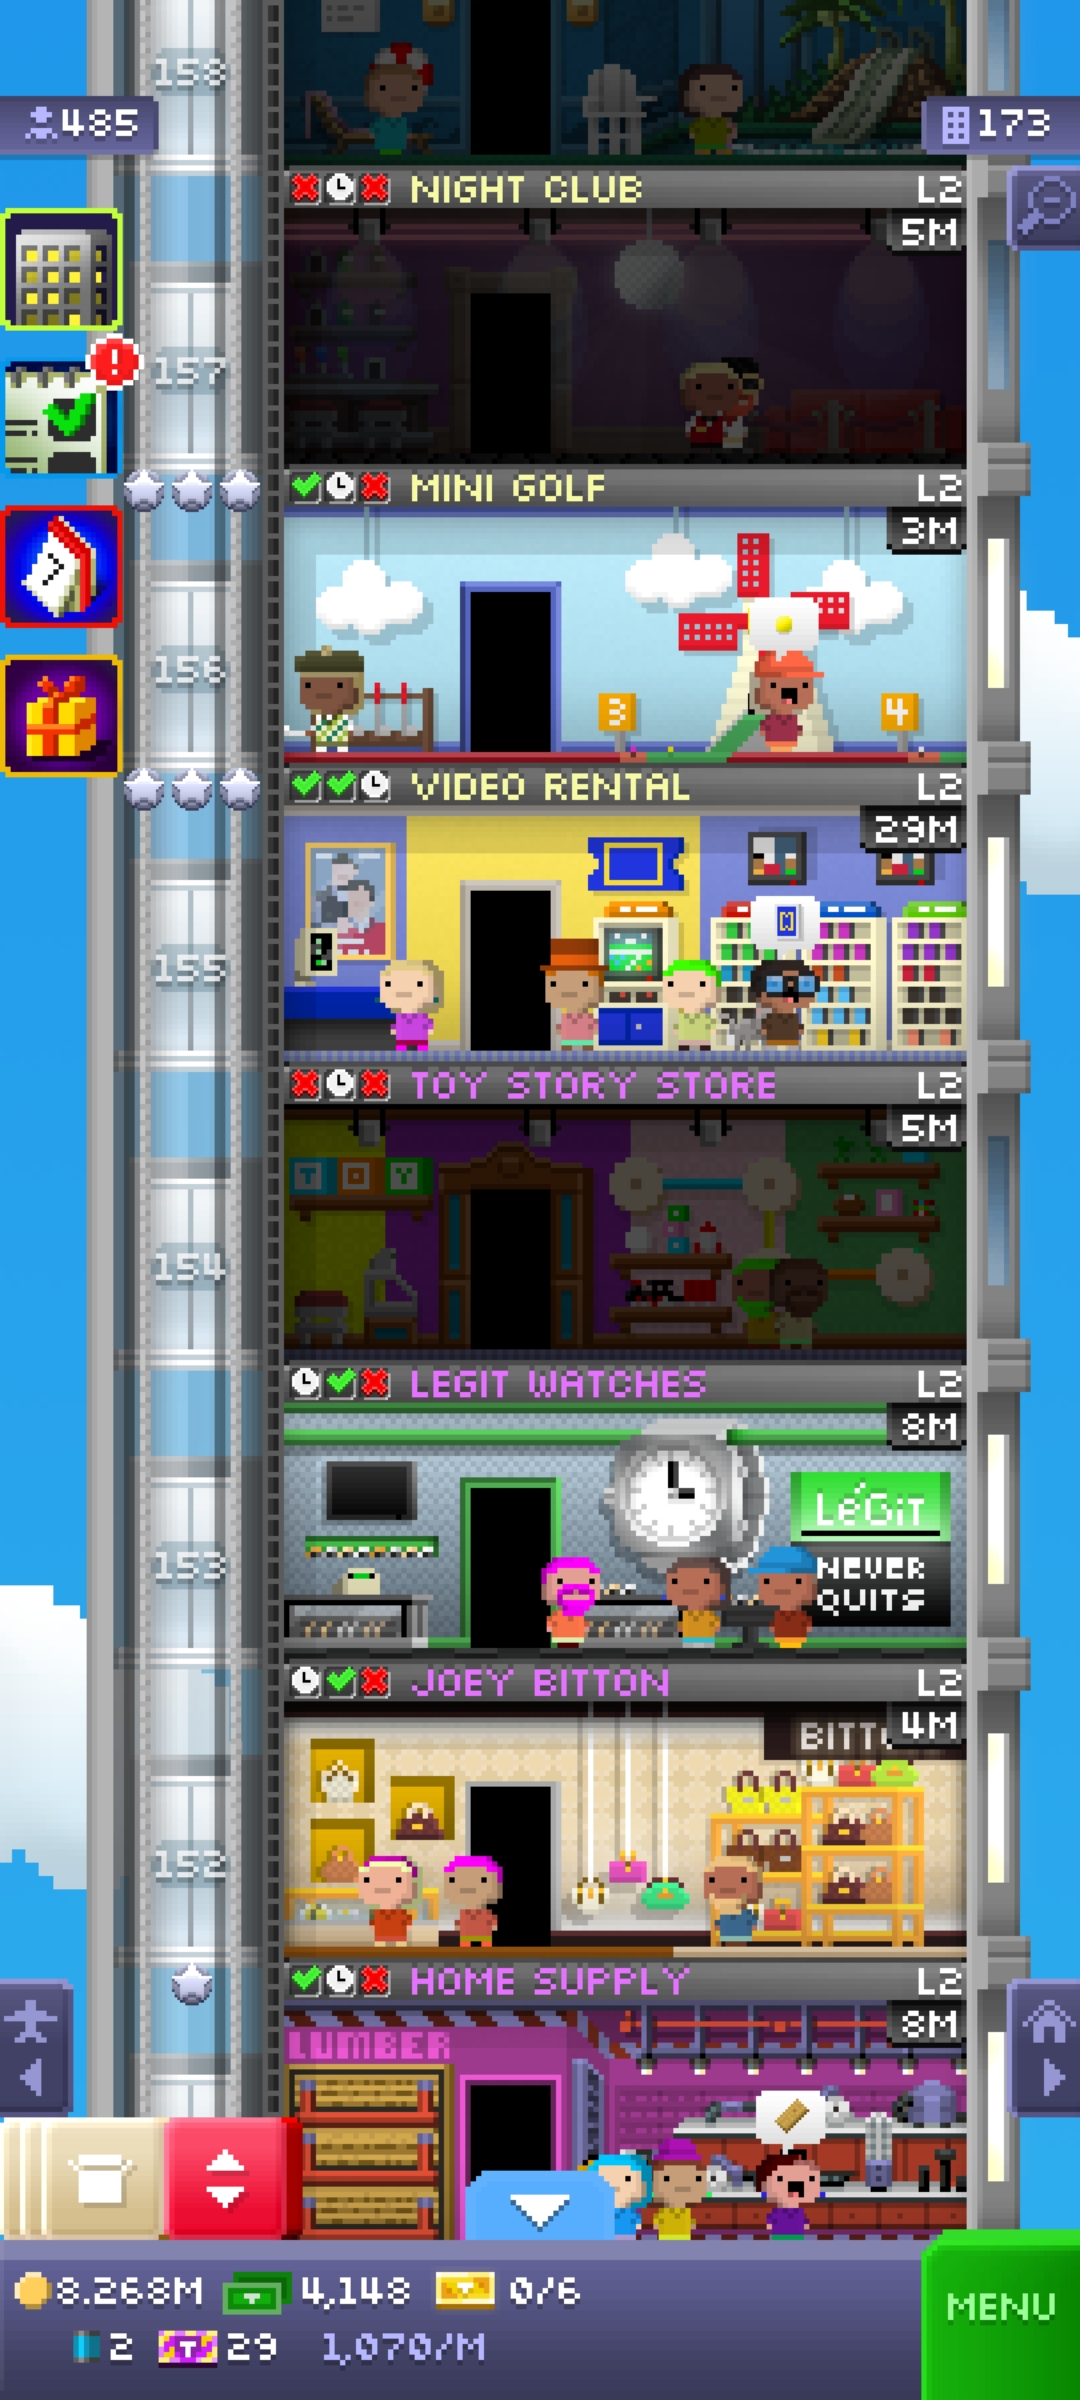 158
485
173
NIGHT CLUB L2
5M
157
MINI GOLF L2
3M
156
3
4
VIDEO RENTAL L2
29M
155
TOY STORY STORE L2
5M
TOY
154
LEGIT WATCHES L2
8M
LéGiT
NEVER
QUITS
153
JOEY BITTON L2
4M
152
HOME SUPPLY L2
8M
LUMBER
8.268M 4,148 0/6
2 29 1,070/M
MENU